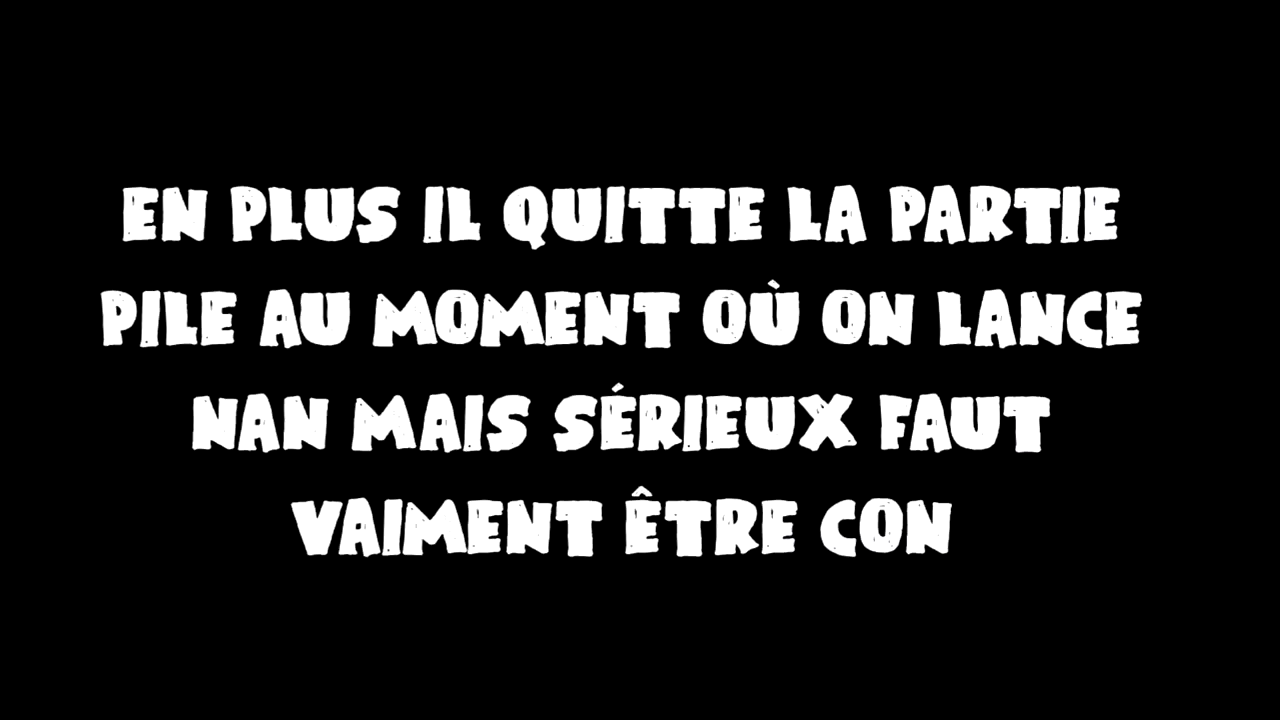 EN PLUS IL QUITTE LA PARTIE
PILE AU MOMENT OÙ ON LANCE
NAN MAIS SÉRIEUX FAUT
VAIMENT ÊTRE CON